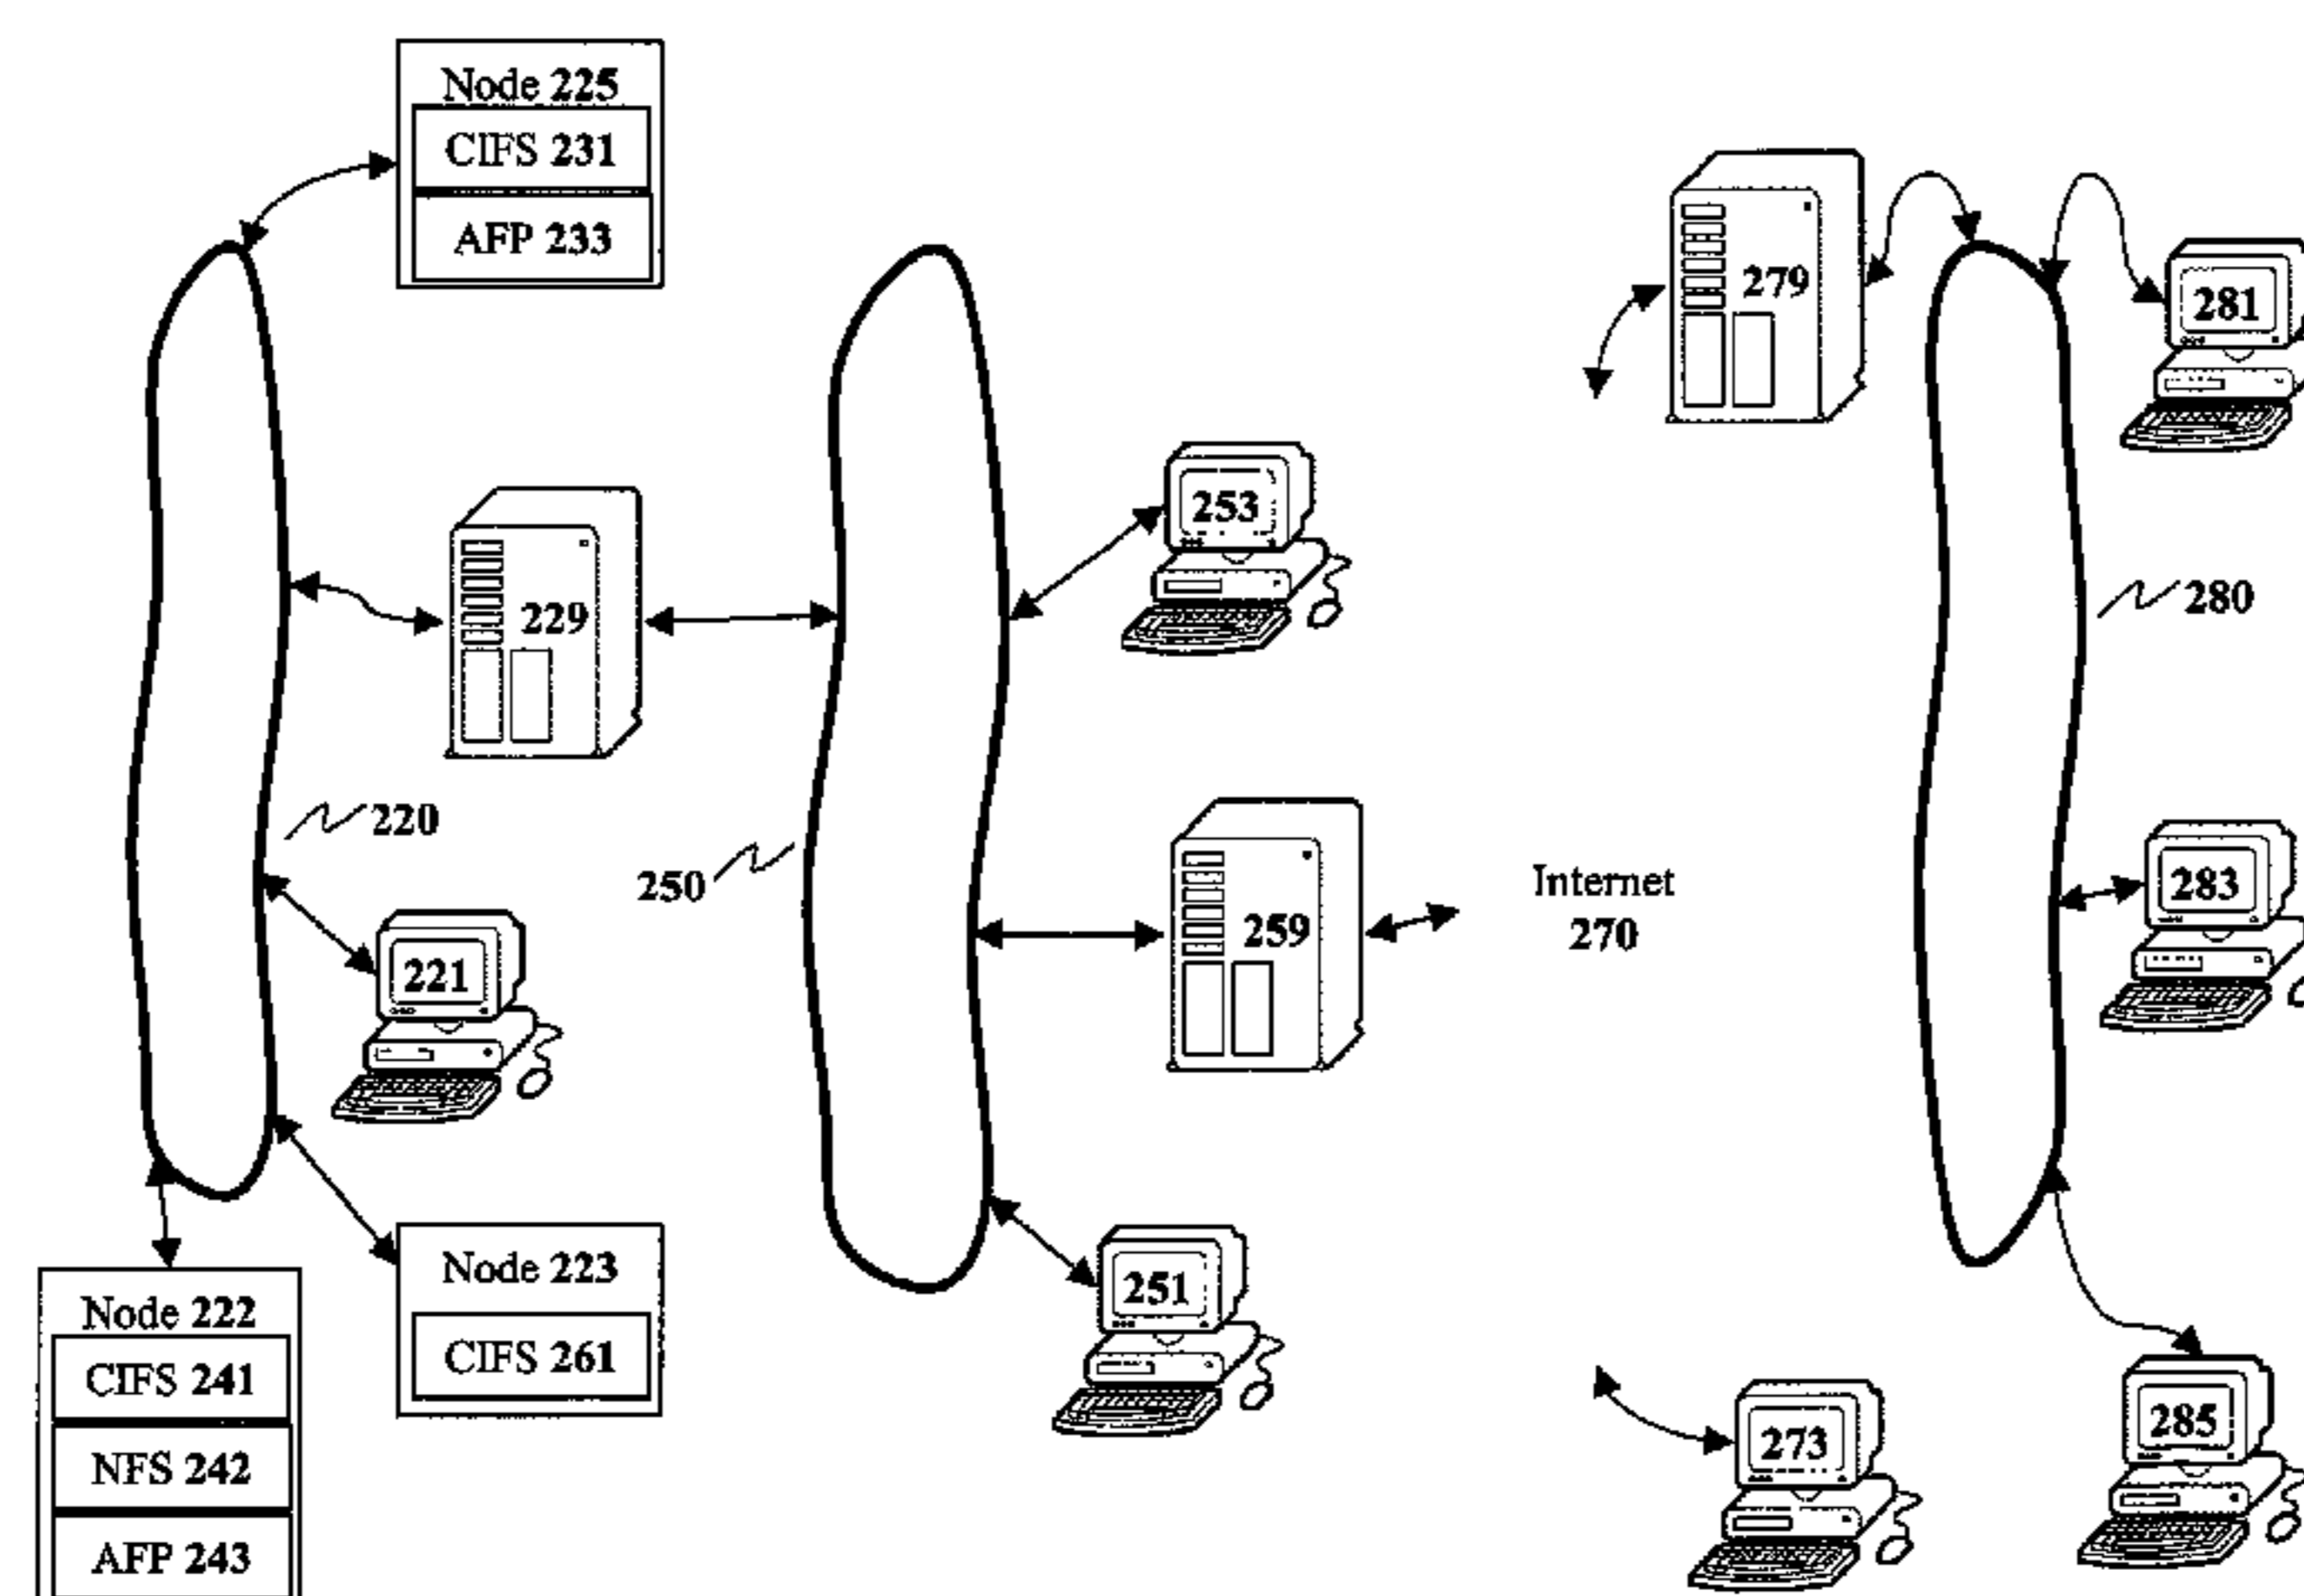 Node 225
CIFS 231
AFP 233
279
281
253
280
229
220
250
283
259
Internet
270
221
Node 223
CIFS 261
251
Node 222
CIFS 241
NFS 242
AFP 243
273
285